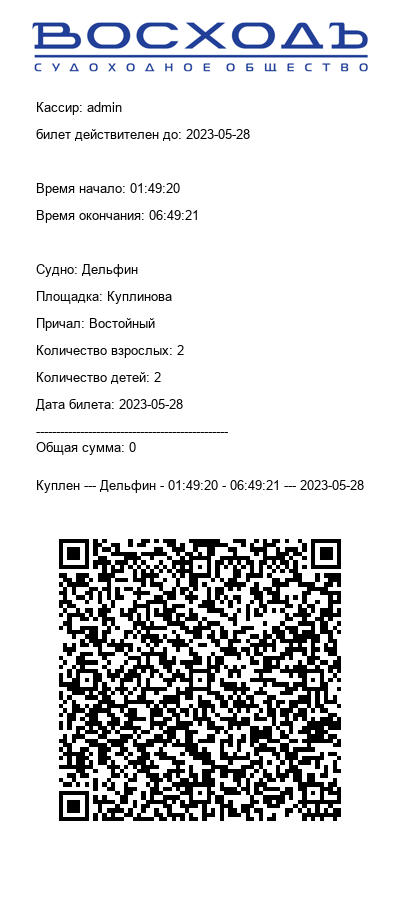 ВОСХОДЪ
СУДОХОДНОЕ ОБЩЕСТВО
Кассир: admin
билет действителен до: 2023-05-28
Время начало: 01:49:20
Время окончания: 06:49:21
Судно: Дельфин
Площадка: Куплинова
Причал: Востойный
Количество взрослых: 2
Количество детей: 2
Дата билета: 2023-05-28
------------------------------------------------
Общая сумма: 0
Куплен --- Дельфин - 01:49:20 - 06:49:21 --- 2023-05-28